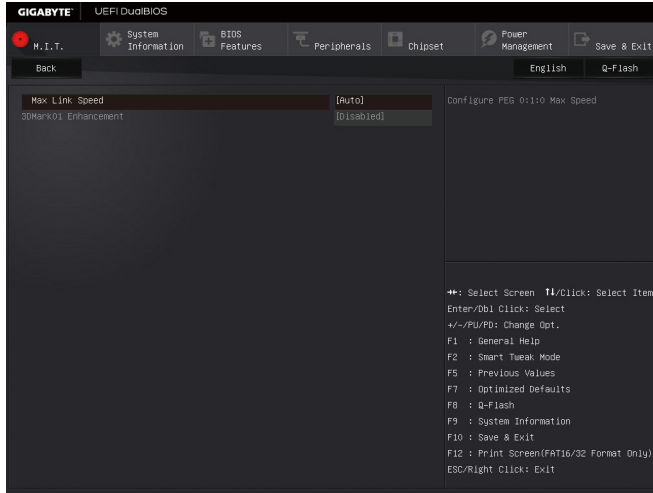 GIGABYTE™ UEFI DualBIOS
M.I.T.
System Information
BIOS Features
Peripherals
Chipset
Power Management
Save & Exit
Back
English
Q-Flash
Max Link Speed [Auto]
3DMark01 Enhancement [Disabled]
Configure PEG 0:1:0 Max Speed
→←: Select Screen ↑↓/Click: Select Item
Enter/Dbl Click: Select
+/-/PU/PD: Change Opt.
F1 : General Help
F2 : Smart Tweak Mode
F5 : Previous Values
F7 : Optimized Defaults
F8 : Q-Flash
F9 : System Information
F10 : Save & Exit
F12 : Print Screen(FAT16/32 Format Only)
ESC/Right Click: Exit